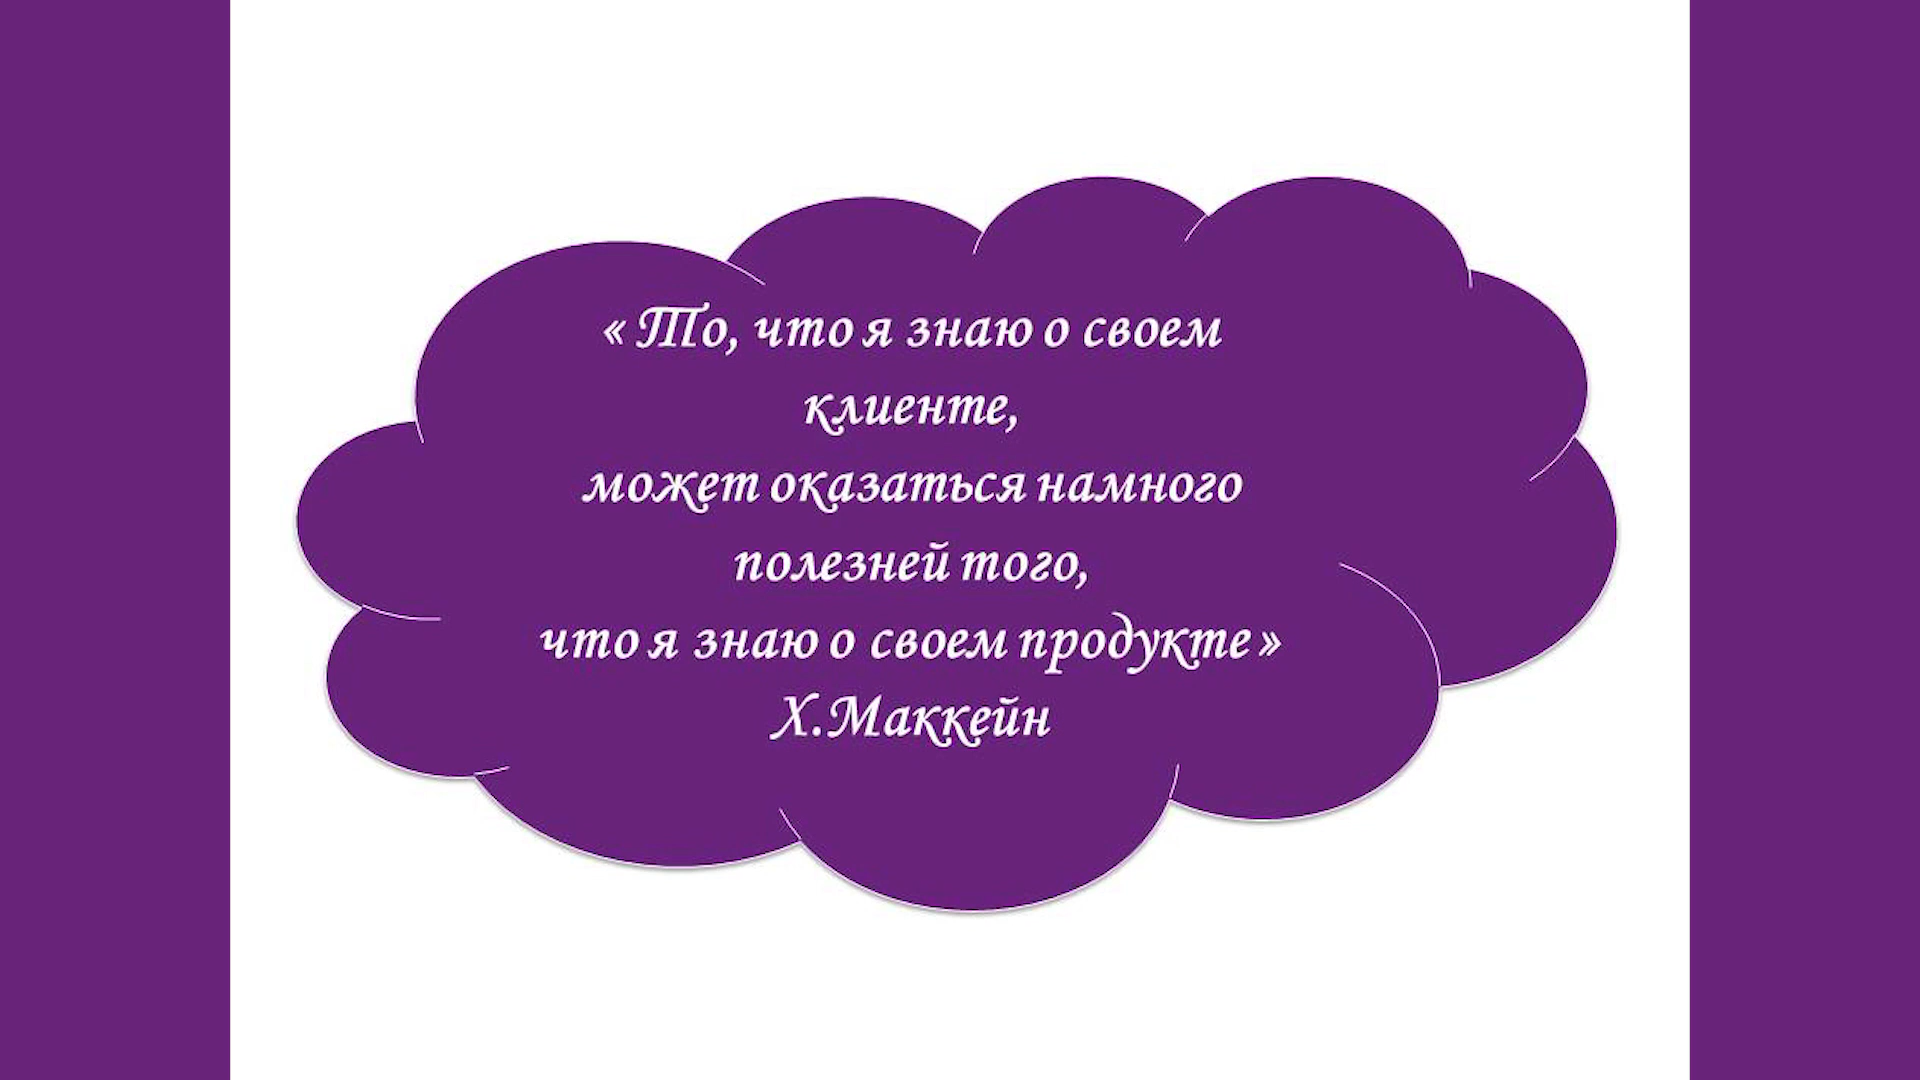 « То, что я знаю о своем
клиенте,
может оказаться намного
полезней того,
что я знаю о своем продукте»
Х.Маккейн